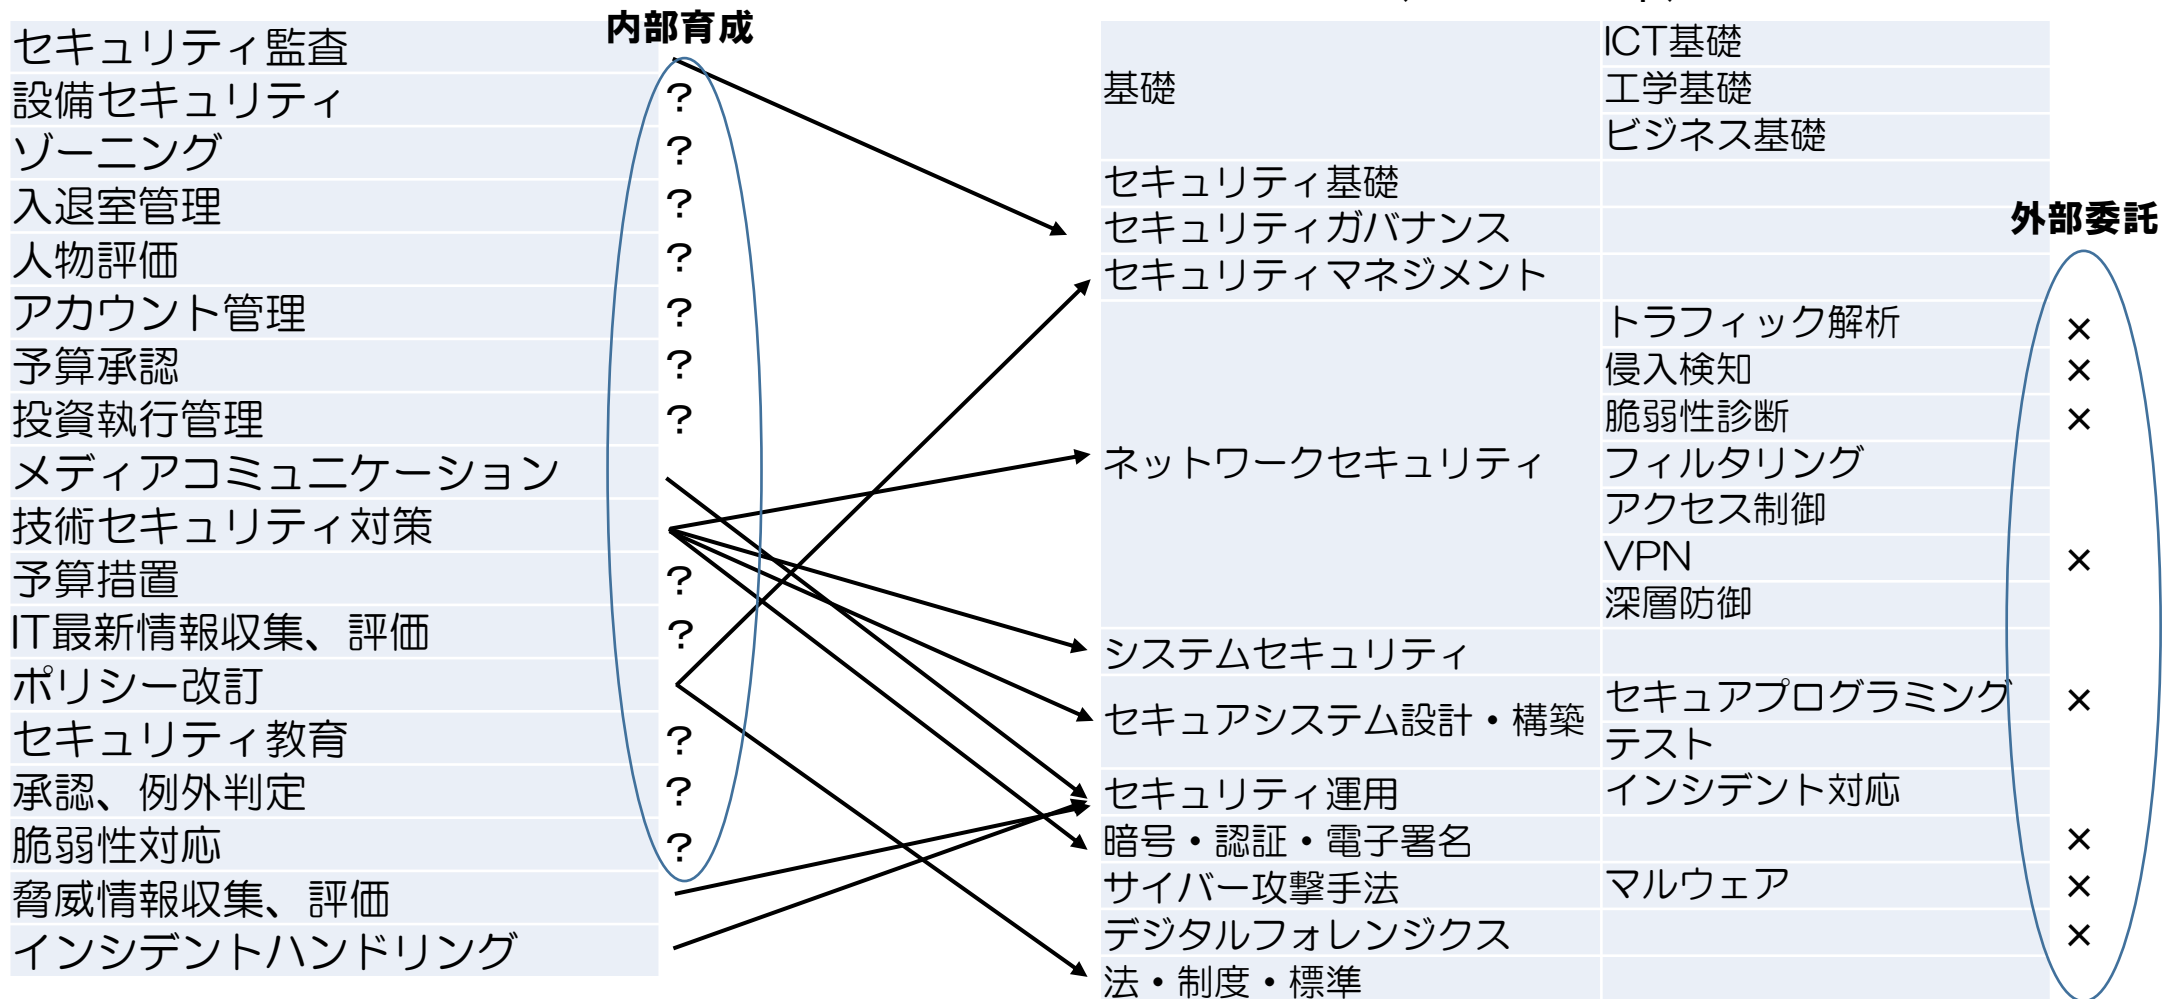 内部育成
セキュリティ監査
設備セキュリティ ?
ゾーニング ?
入退室管理 ?
人物評価 ?
アカウント管理 ?
予算承認 ?
投資執行管理 ?
メディアコミュニケーション
技術セキュリティ対策
予算措置 ?
IT最新情報収集、評価 ?
ポリシー改訂
セキュリティ教育 ?
承認、例外判定 ?
脆弱性対応 ?
脅威情報収集、評価
インシデントハンドリング
外部委託
基礎
ICT基礎
工学基礎
ビジネス基礎
セキュリティ基礎
セキュリティガバナンス
セキュリティマネジメント
ネットワークセキュリティ
トラフィック解析 ×
侵入検知 ×
脆弱性診断 ×
フィルタリング
アクセス制御
VPN ×
深層防御
システムセキュリティ
セキュアシステム設計・構築
セキュアプログラミング ×
テスト
セキュリティ運用 インシデント対応
暗号・認証・電子署名 ×
サイバー攻撃手法 マルウェア ×
デジタルフォレンジクス ×
法・制度・標準